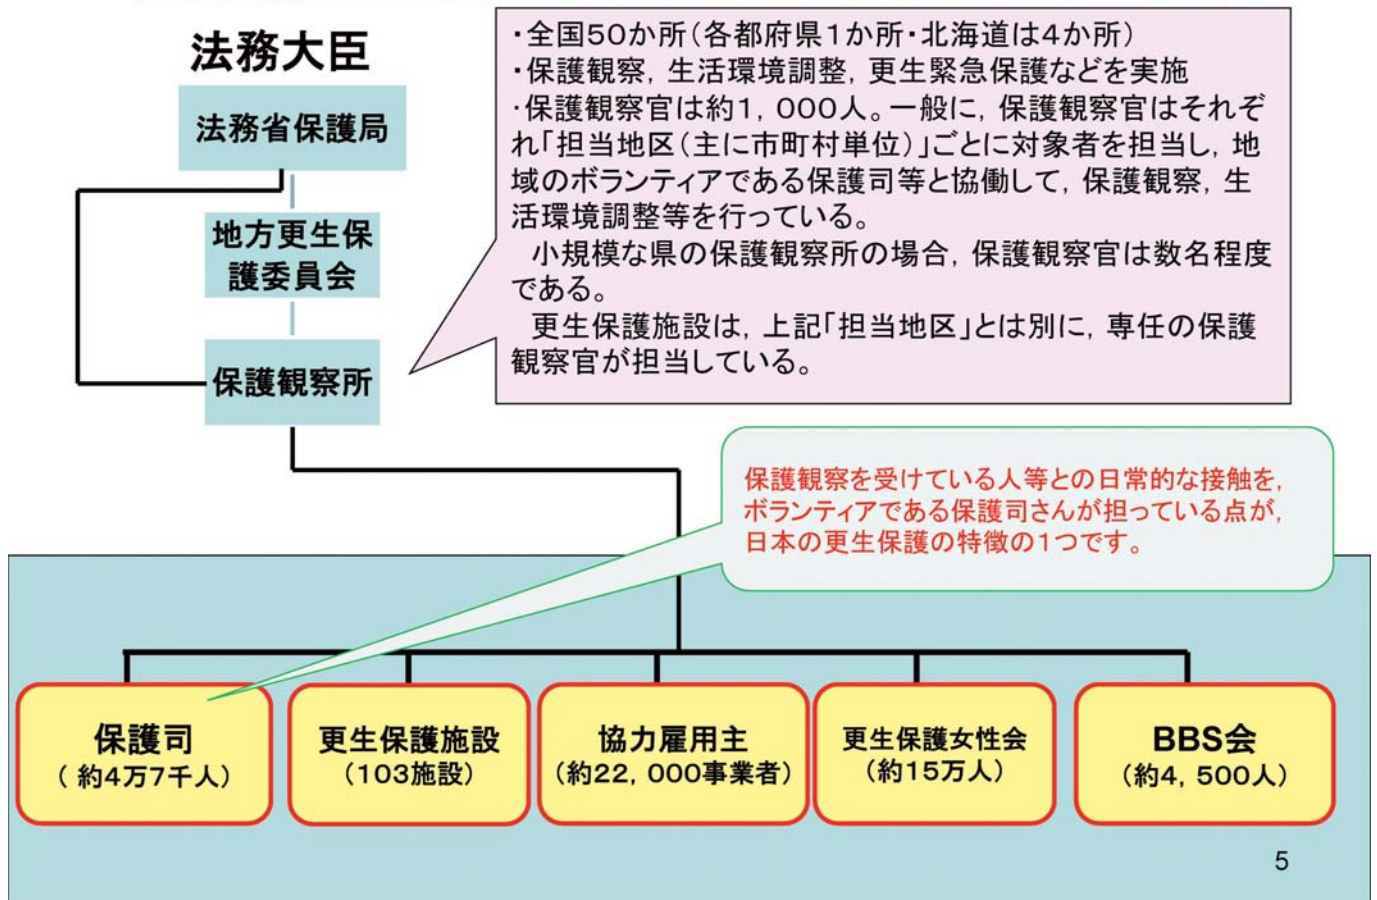 法務大臣
法務省保護局
地方更生保
護委員会
保護観察所
・全国50か所（各都府県1か所・北海道は4か所）
・保護観察，生活環境調整，更生緊急保護などを実施
・保護観察官は約1，000人。一般に，保護観察官はそれぞ
れ「担当地区（主に市町村単位）」ごとに対象者を担当し，地
域のボランティアである保護司等と協働して，保護観察，生
活環境調整等を行っている。
　小規模な県の保護観察所の場合，保護観察官は数名程度
である。
　更生保護施設は，上記「担当地区」とは別に，専任の保護
観察官が担当している。
保護観察を受けている人等との日常的な接触を，
ボランティアである保護司さんが担っている点が，
日本の更生保護の特徴の1つです。
保護司
（ 約4万7千人）
更生保護施設
（103施設）
協力雇用主
（約22，000事業者）
更生保護女性会
（約15万人）
BBS会
（約4，500人）
5